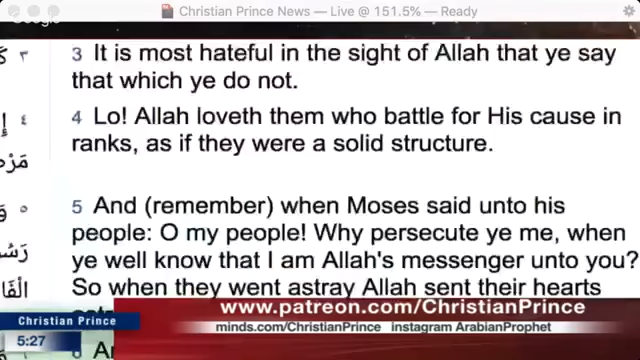 Christian Prince News — Live @ 151.5% — Ready
3 It is most hateful in the sight of Allah that ye say
that which ye do not.
4 Lo! Allah loveth them who battle for His cause in
ranks, as if they were a solid structure.
5 And (remember) when Moses said unto his
people: O my people! Why persecute ye me, when
ye well know that I am Allah's messenger unto you?
So when they went astray Allah sent their hearts
٣
٤
٥
www.patreon.com/ChristianPrince
Christian Prince
minds.com/ChristianPrince instagram ArabianProphet
5:27
6